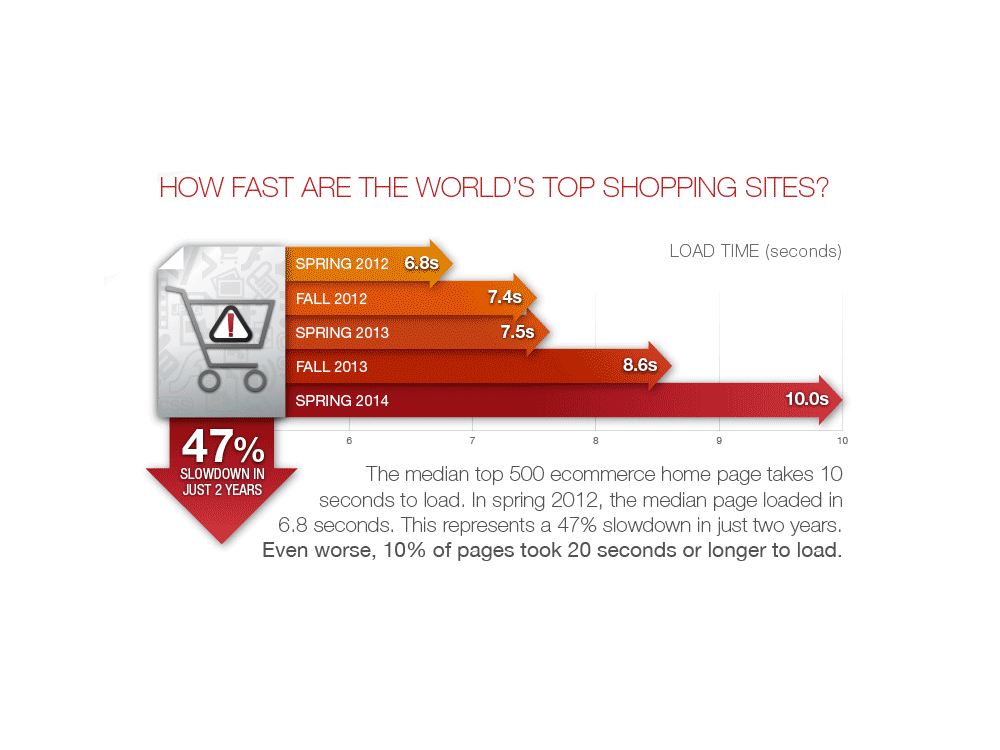 HOW FAST ARE THE WORLD'S TOP SHOPPING SITES?
LOAD TIME (seconds)
SPRING 2012 6.8s
FALL 2012 7.4s
SPRING 2013 7.5s
FALL 2013 8.6s
SPRING 2014 10.0s
6 7 8 9 10
47%
SLOWDOWN IN
JUST 2 YEARS
The median top 500 ecommerce home page takes 10
seconds to load. In spring 2012, the median page loaded in
6.8 seconds. This represents a 47% slowdown in just two years.
Even worse, 10% of pages took 20 seconds or longer to load.